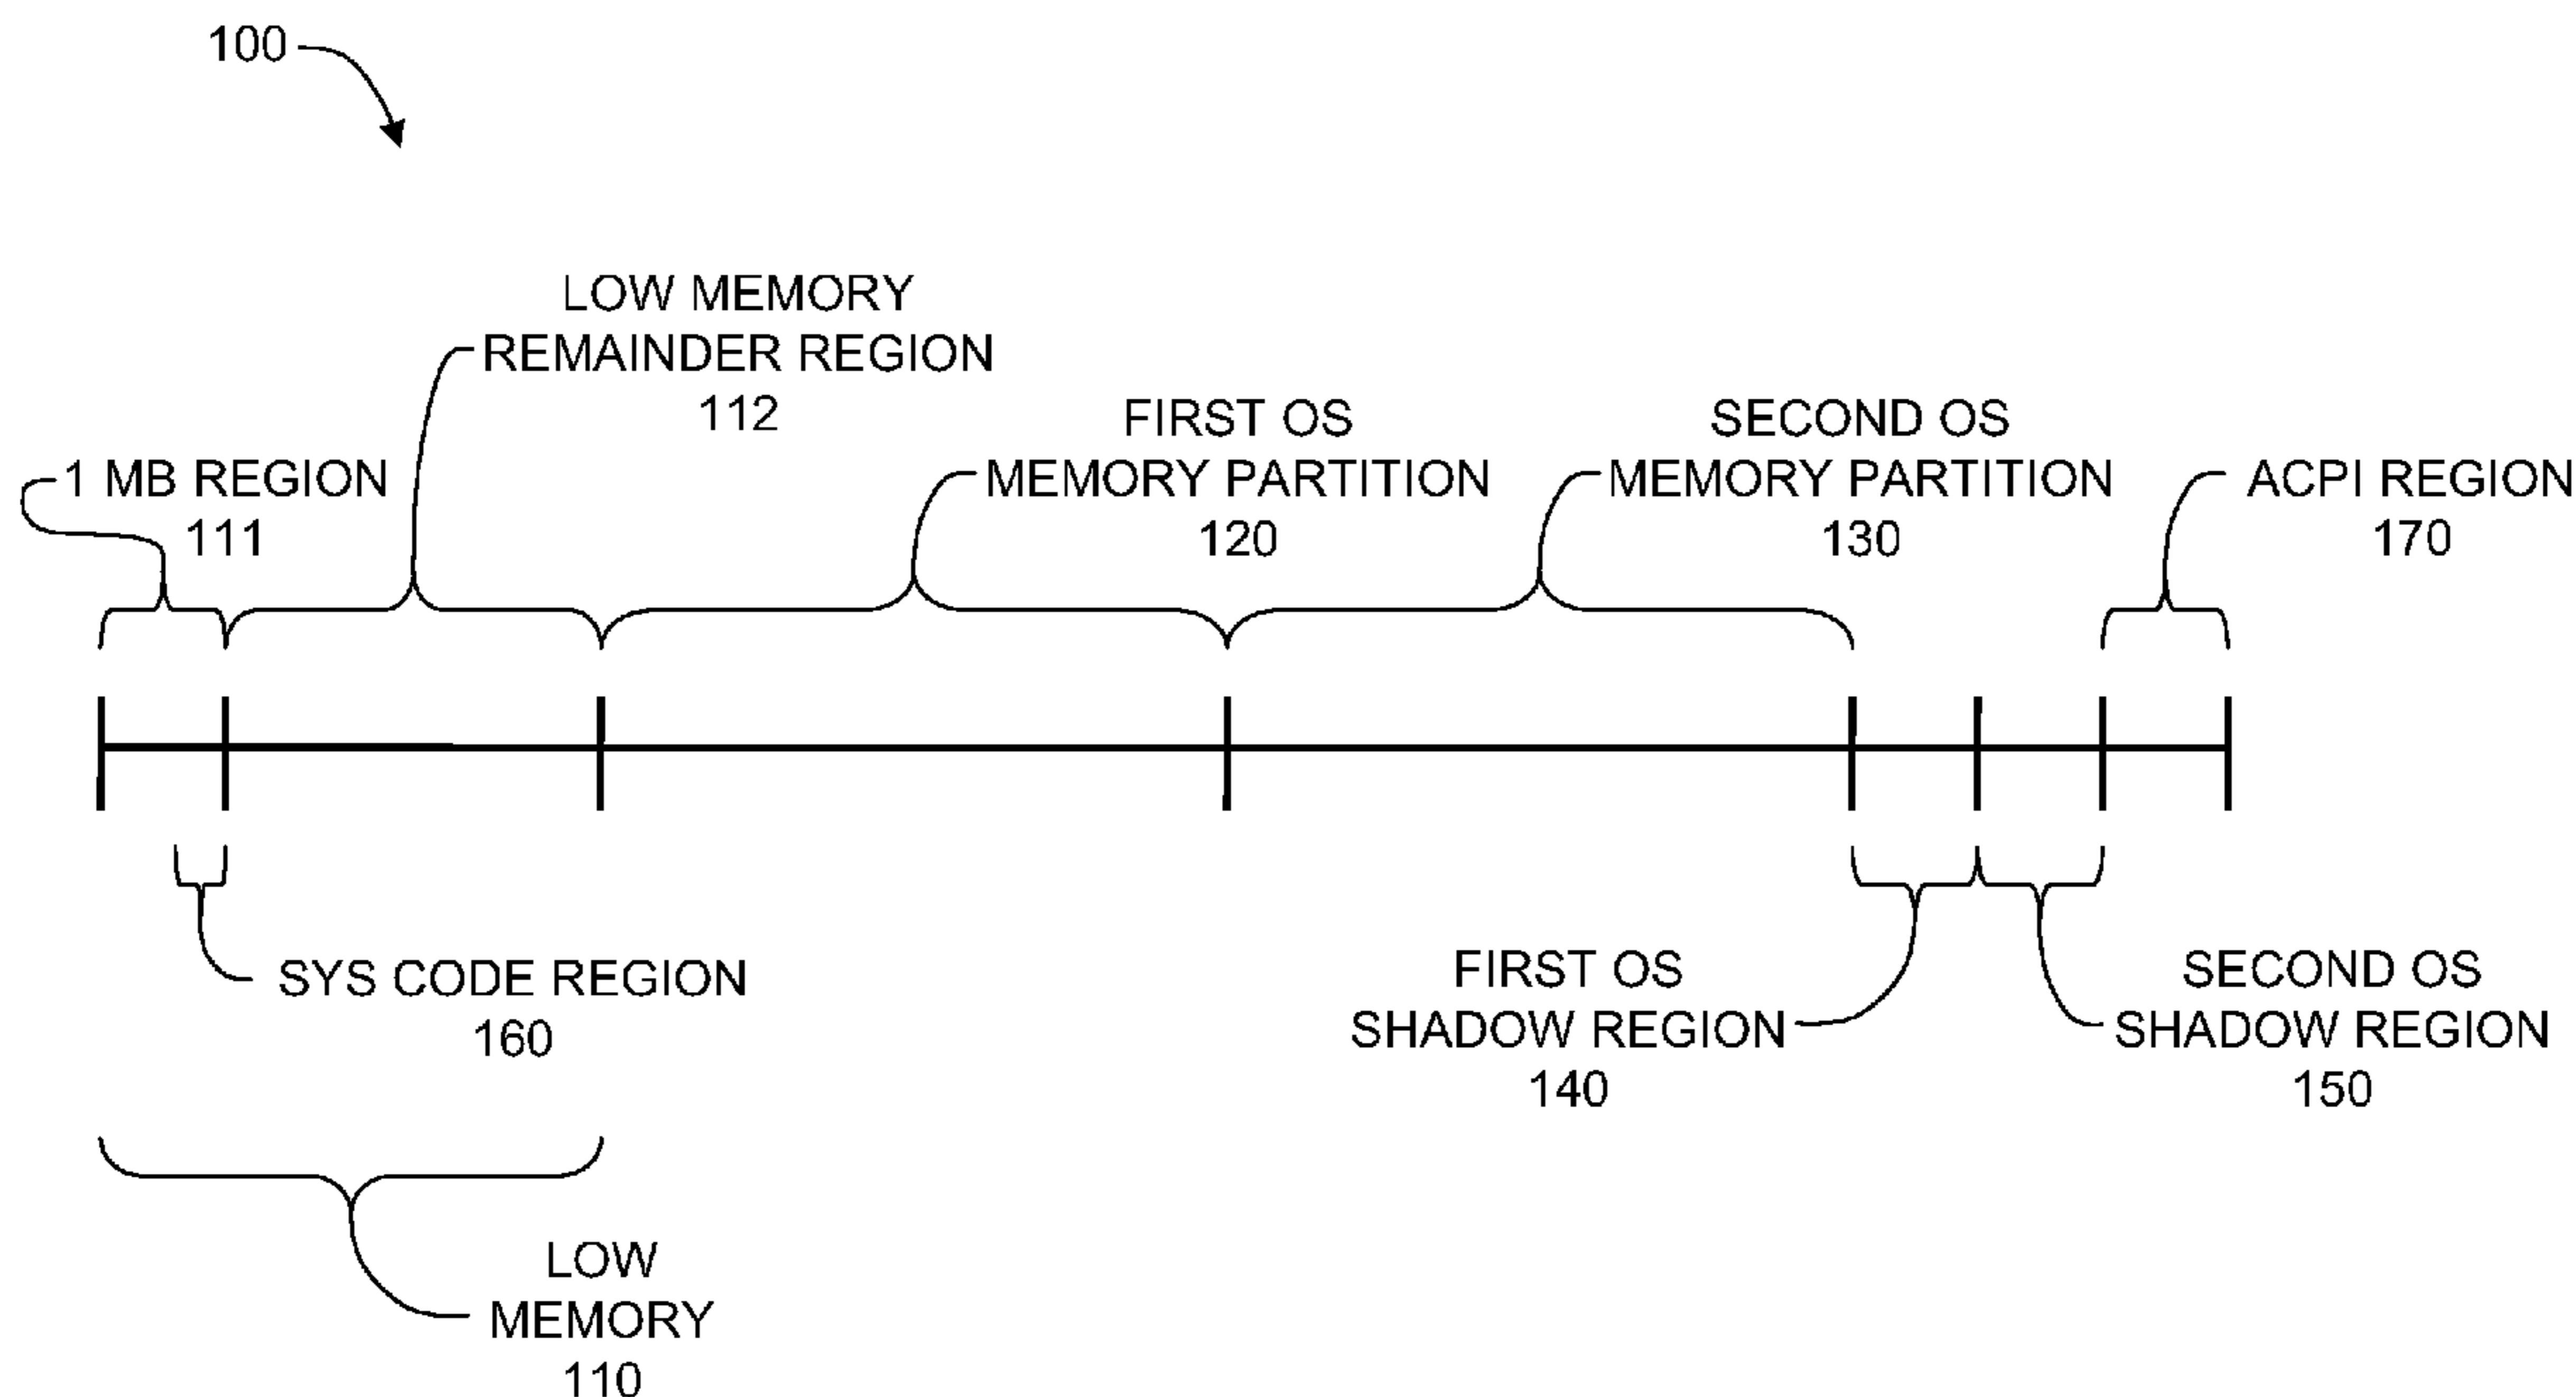 100
LOW MEMORY
REMAINDER REGION
112
FIRST OS
MEMORY PARTITION
120
SECOND OS
MEMORY PARTITION
130
1 MB REGION
111
ACPI REGION
170
SYS CODE REGION
160
FIRST OS
SHADOW REGION
140
SECOND OS
SHADOW REGION
150
LOW
MEMORY
110